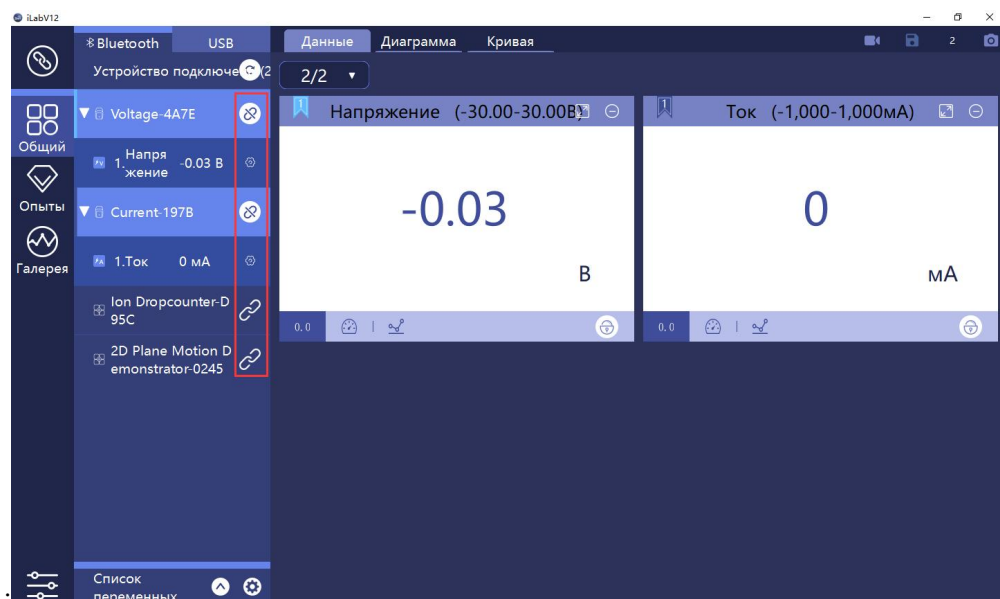 iLabV12
Bluetooth
USB
Данные
Диаграмма
Кривая
2
Устройство подключе
(2
2/2
Общий
Опыты
Галерея
Voltage-4A7E
1.Напря
жение
-0.03 В
Current-197B
1.Ток
0 мА
Ion Dropcounter-D
95C
2D Plane Motion D
emonstrator-0245
Список
переменных
1
Напряжение (-30.00-30.00В)
-0.03
В
0.0
1
Ток (-1,000-1,000мА)
0
мА
0.0